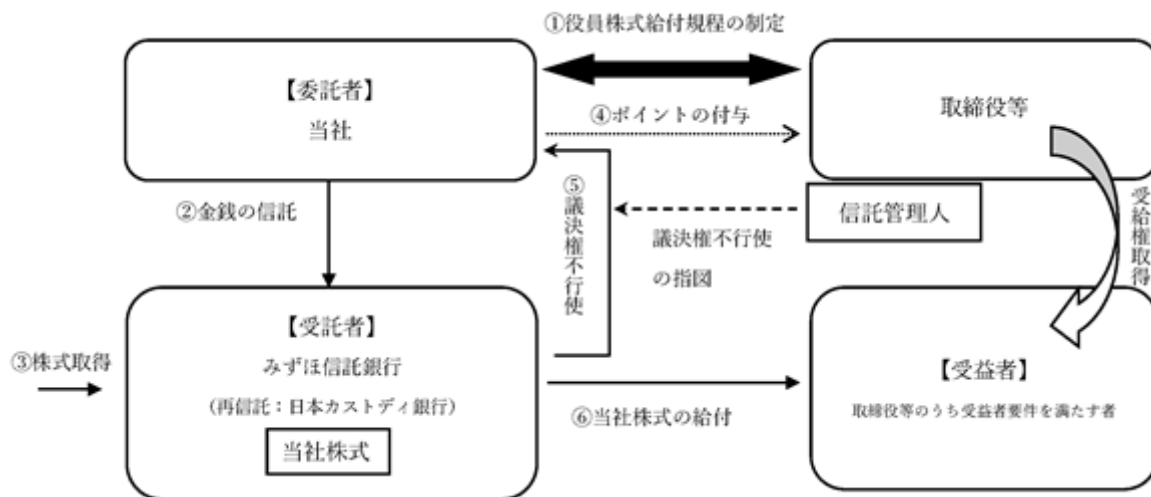 ①役員株式給付規程の制定
【委託者】
当社
④ポイントの付与
取締役等
②金銭の信託
⑤議決権不行使
議決権不行使
の指図
信託管理人
受給権取得
③株式取得
【受託者】
みずほ信託銀行
(再信託：日本カストディ銀行)
当社株式
⑥当社株式の給付
【受益者】
取締役等のうち受益者要件を満たす者